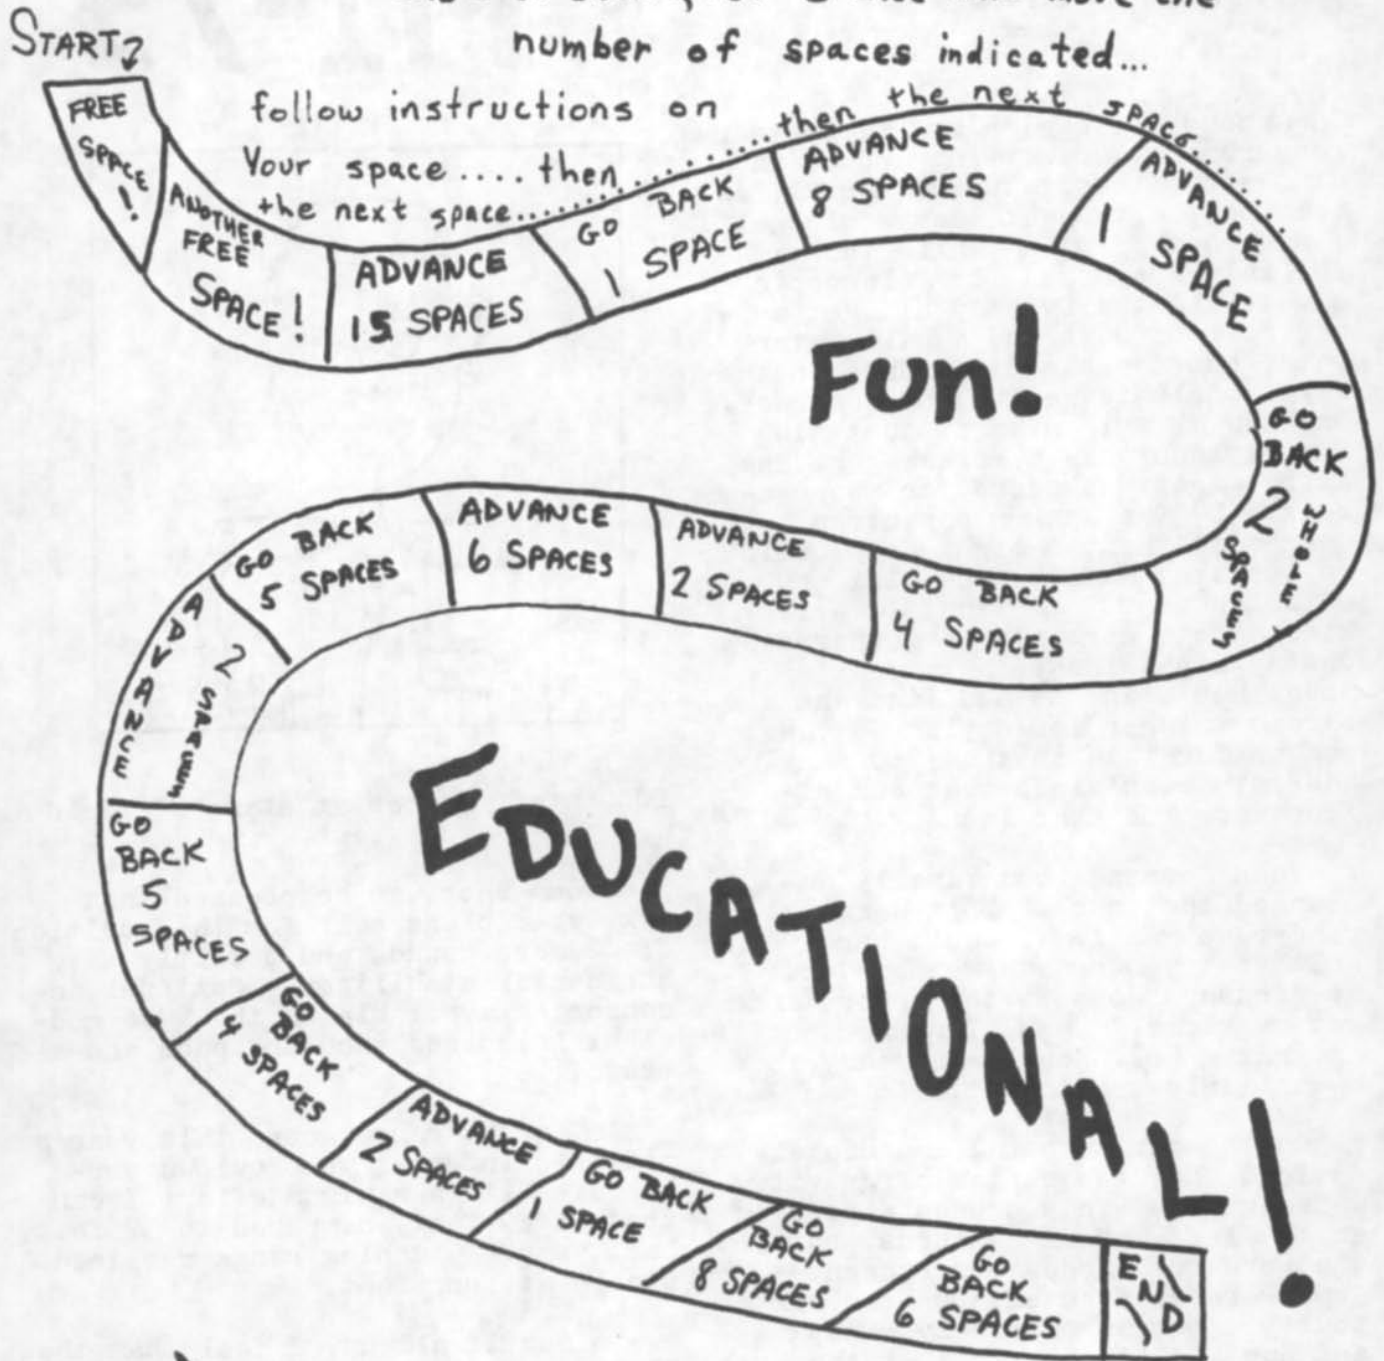 number of spaces indicated...
START
follow instructions on
Your space.... then
the next space.......
......... then the next space.........
FREE
SPACE
!
ANOTHER
FREE
SPACE!
ADVANCE
15 SPACES
GO BACK
1 SPACE
ADVANCE
8 SPACES
ADVANCE
1 SPACE
GO
BACK
2 WHOLE
SPACES
GO BACK
4 SPACES
ADVANCE
2 SPACES
ADVANCE
6 SPACES
GO BACK
5 SPACES
ADVANCE
2 SPACES
GO
BACK
5
SPACES
GO
BACK
4
SPACES
ADVANCE
2 SPACES
GO BACK
1 SPACE
GO
BACK
8 SPACES
GO
BACK
6 SPACES
END
FUn!
EDUCATIONAL!